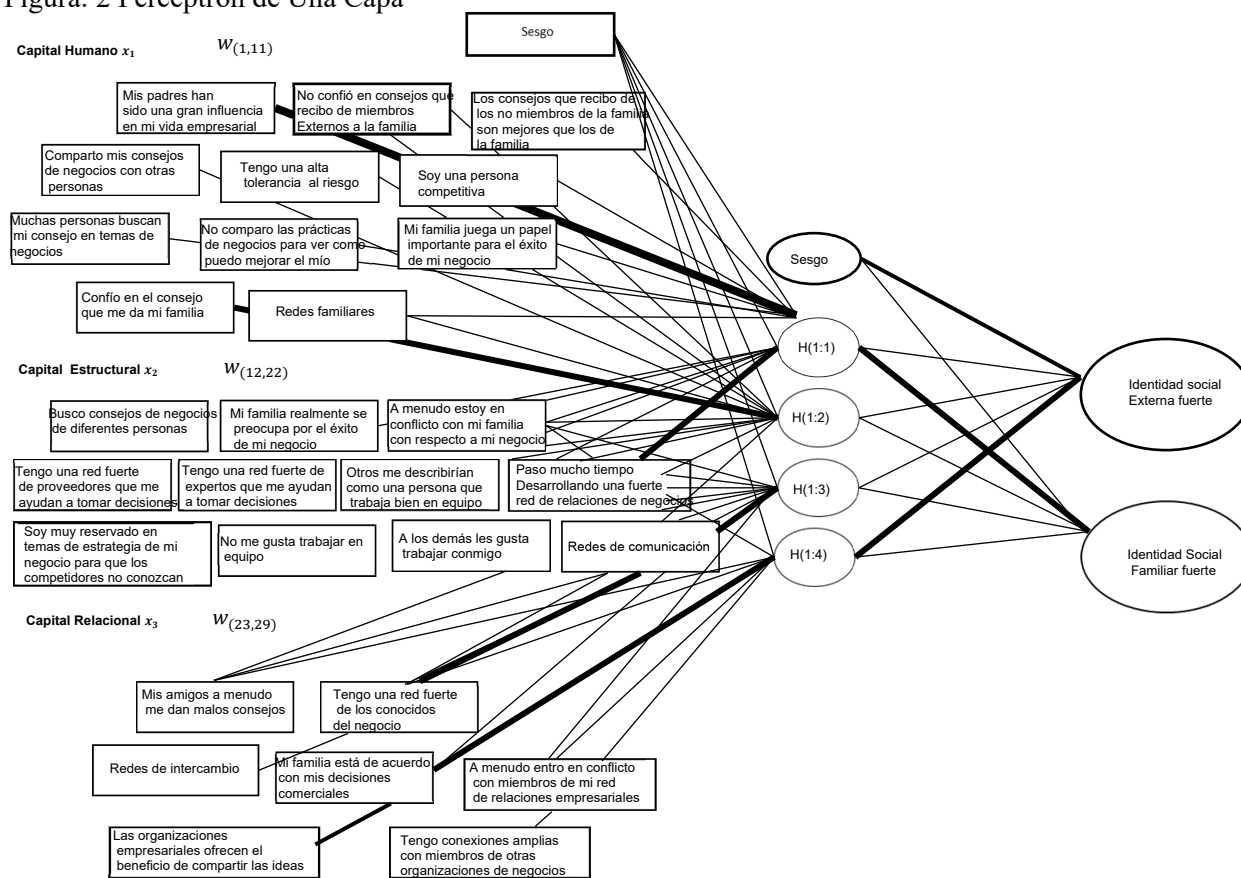 Figura. 2 Perceptrón de Una Capa
Capital Humano x₁
w(1,11)
Sesgo
Mis padres han
sido una gran influencia
en mi vida empresarial
No confió en consejos que
recibo de miembros
Externos a la familia
Los consejos que recibo de
los no miembros de la familia
son mejores que los de
la familia
Comparto mis consejos
de negocios con otras
personas
Tengo una alta
tolerancia al riesgo
Soy una persona
competitiva
Muchas personas buscan
mi consejo en temas de
negocios
No comparo las prácticas
de negocios para ver como
puedo mejorar el mío
Mi familia juega un papel
importante para el éxito
de mi negocio
Sesgo
Confío en el consejo
que me da mi familia
Redes familiares
H(1:1)
Capital Estructural x₂
w(12,22)
Identidad social
Externa fuerte
Busco consejos de negocios
de diferentes personas
Mi familia realmente se
preocupa por el éxito
de mi negocio
A menudo estoy en
conflicto con mi familia
con respecto a mi negocio
H(1:2)
Tengo una red fuerte
de proveedores que me
ayudan a tomar decisiones
Tengo una red fuerte de
expertos que me ayudan
a tomar decisiones
Otros me describirían
como una persona que
trabaja bien en equipo
Paso mucho tiempo
Desarrollando una fuerte
red de relaciones de negocios
H(1:3)
Soy muy reservado en
temas de estrategia de mi
negocio para que los
competidores no conozcan
No me gusta trabajar en
equipo
A los demás les gusta
trabajar conmigo
Redes de comunicación
H(1:4)
Identidad Social
Familiar fuerte
Capital Relacional x₃
w(23,29)
Mis amigos a menudo
me dan malos consejos
Tengo una red fuerte
de los conocidos
del negocio
Redes de intercambio
Mi familia está de acuerdo
con mis decisiones
comerciales
A menudo entro en conflicto
con miembros de mi red
de relaciones empresariales
Las organizaciones
empresariales ofrecen el
beneficio de compartir las ideas
Tengo conexiones amplias
con miembros de otras
organizaciones de negocios